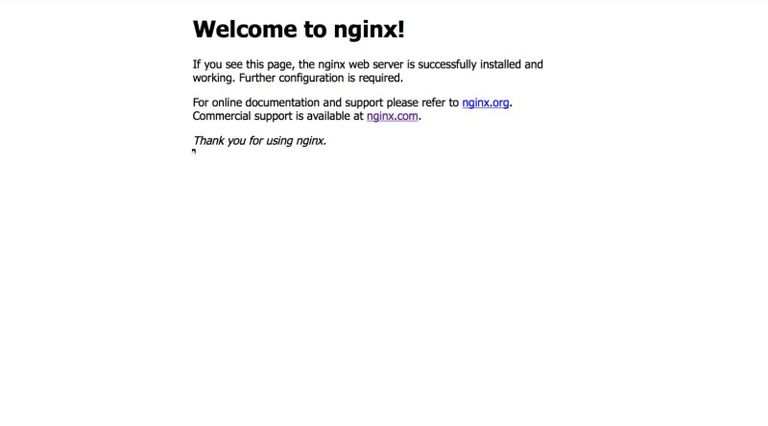 Welcome to nginx!
If you see this page, the nginx web server is successfully installed and
working. Further configuration is required.
For online documentation and support please refer to nginx.org.
Commercial support is available at nginx.com.
Thank you for using nginx.